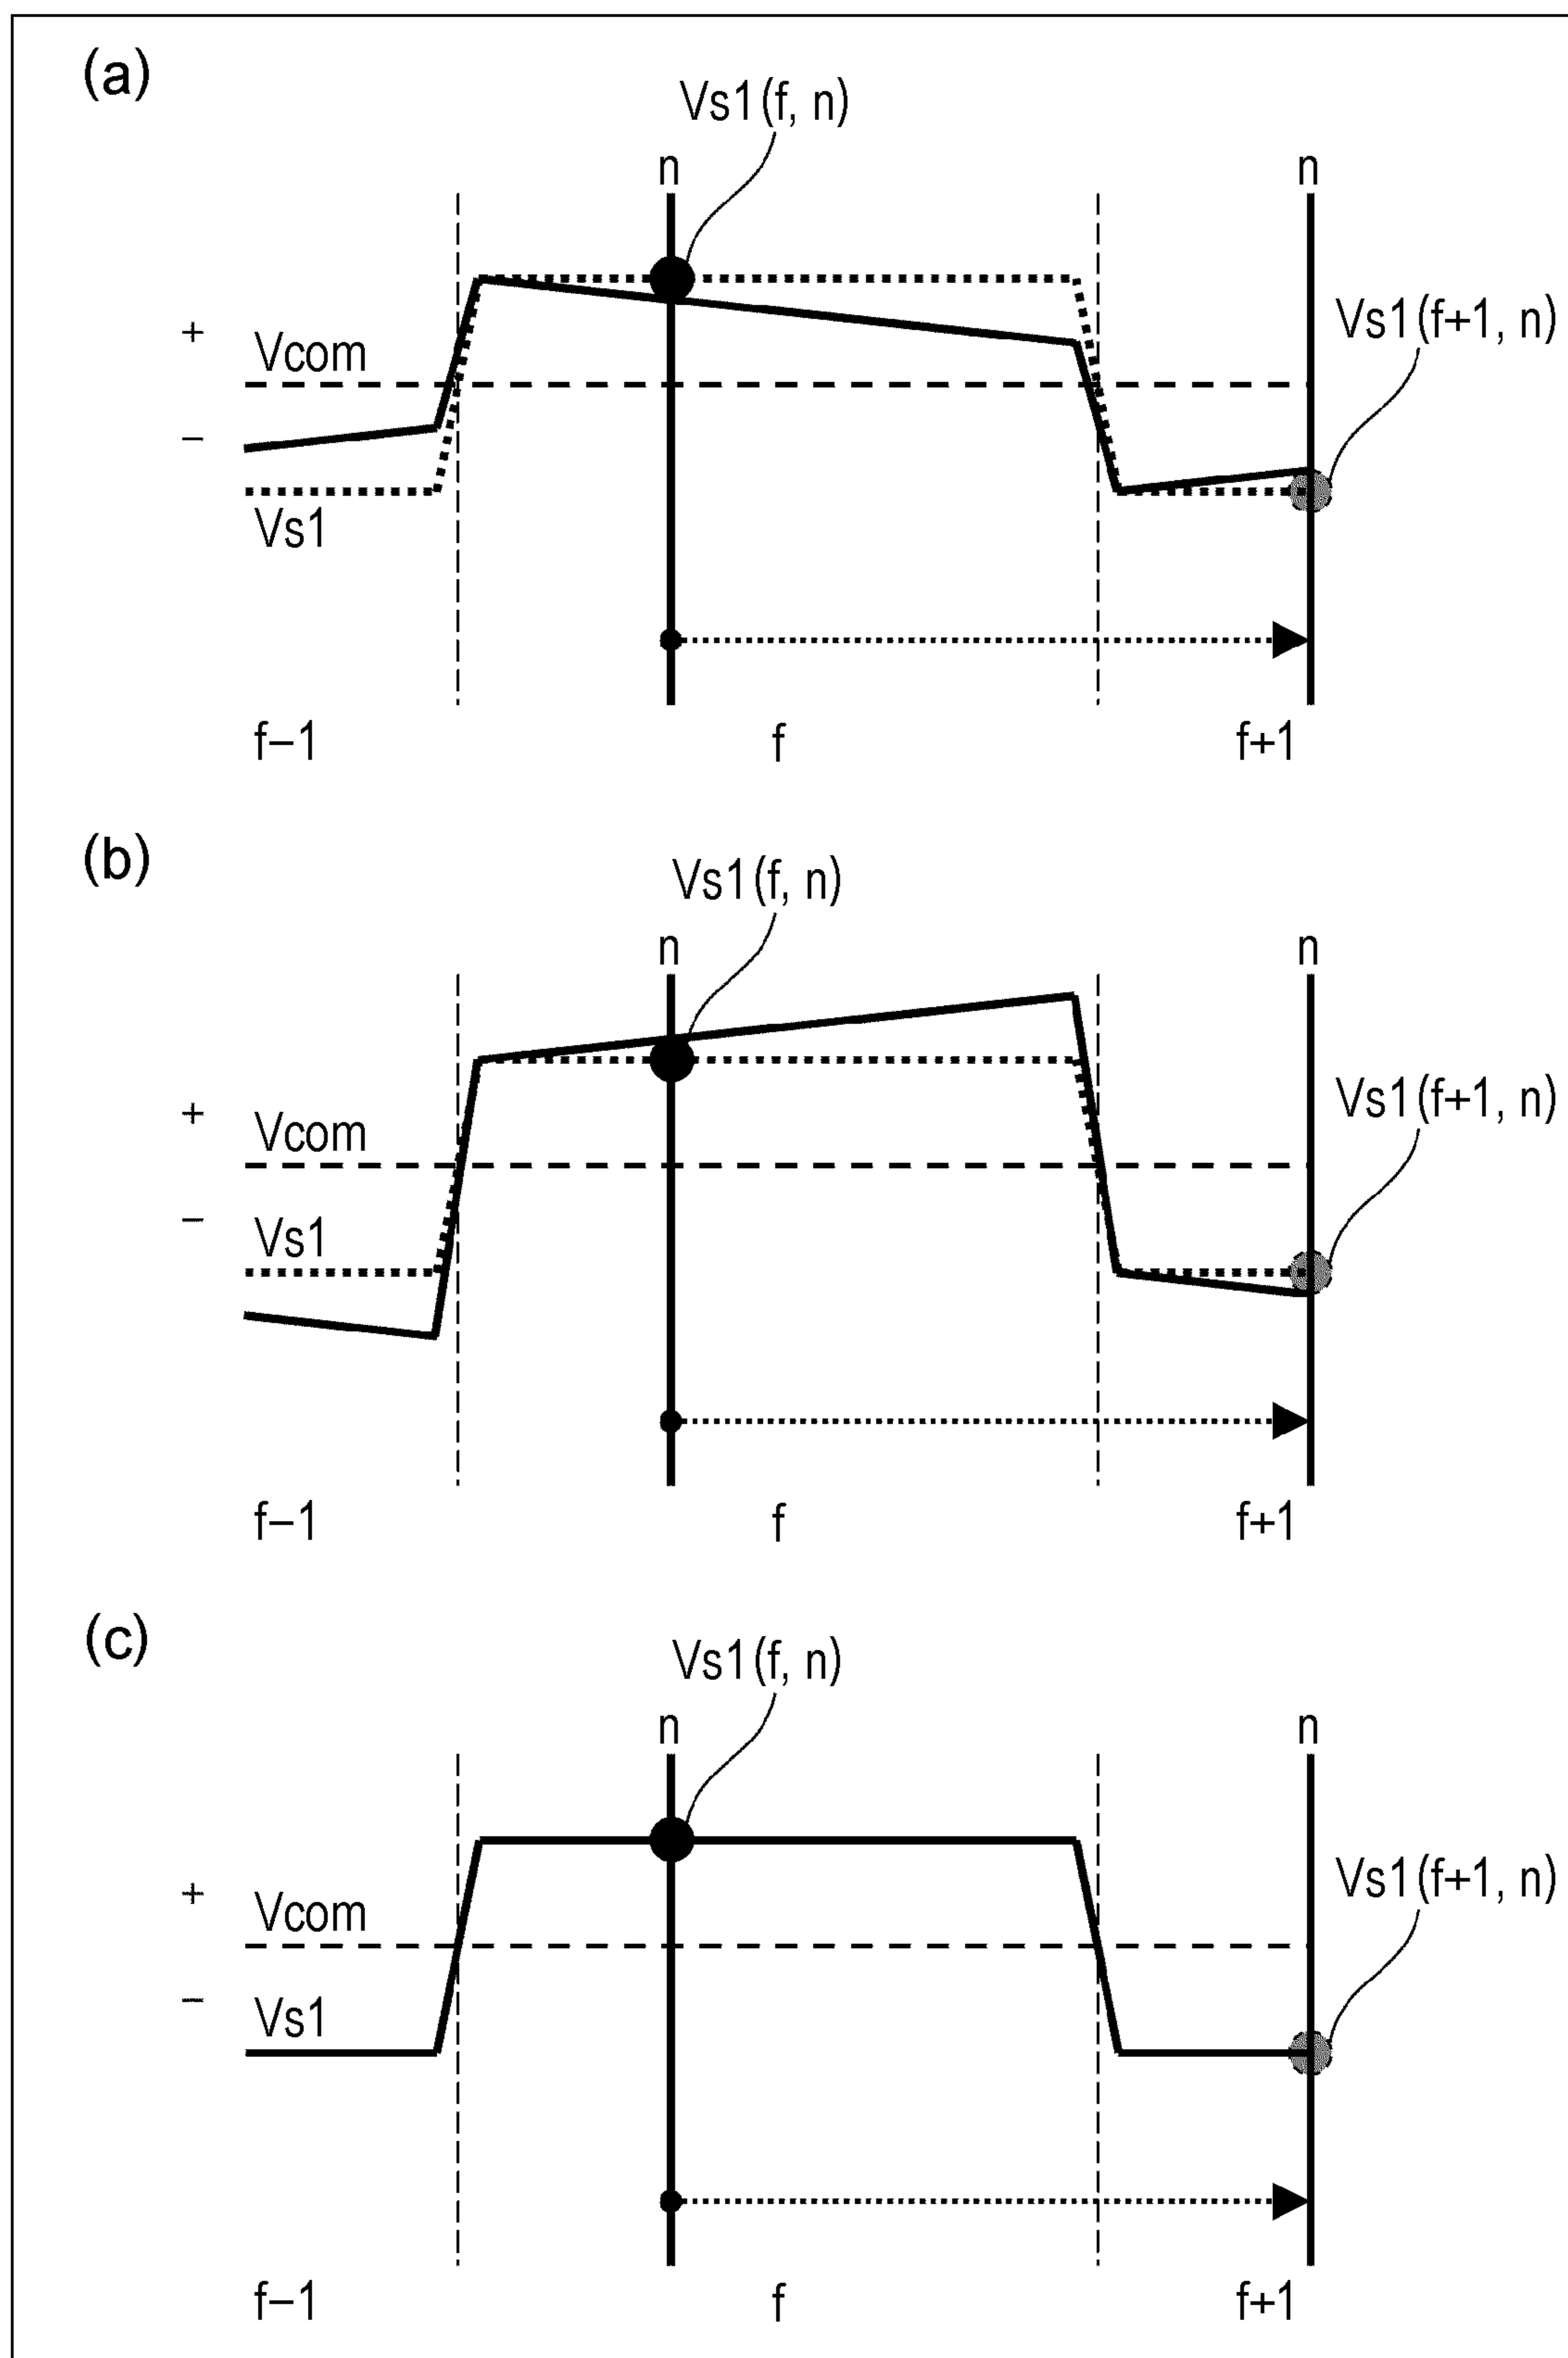 (a)
Vs1(f, n)
n
n
Vs1(f+1, n)
+
Vcom
−
Vs1
f−1
f
f+1
(b)
Vs1(f, n)
n
n
Vs1(f+1, n)
+
Vcom
−
Vs1
f−1
f
f+1
(c)
Vs1(f, n)
n
n
Vs1(f+1, n)
+
Vcom
−
Vs1
f−1
f
f+1